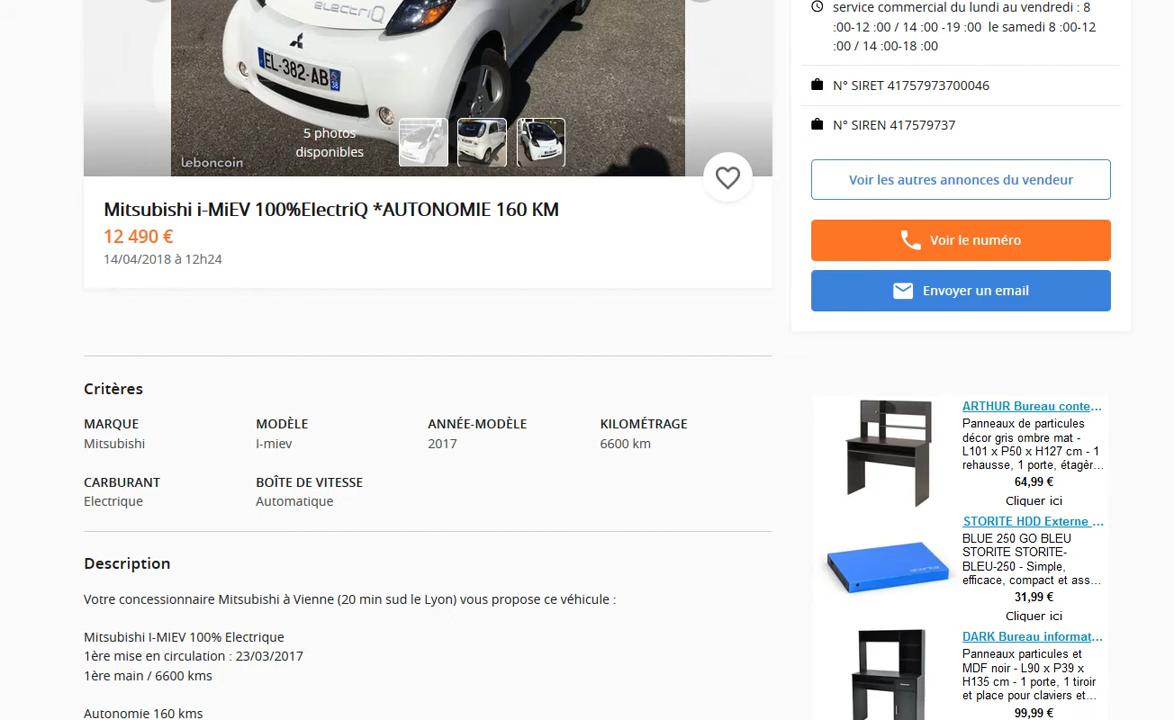 electriQ
EL-382-AB
38
5 photos
disponibles
leboncoin
Mitsubishi i-MiEV 100%ElectriQ *AUTONOMIE 160 KM
12 490 €
14/04/2018 à 12h24
Critères
MARQUE
Mitsubishi
MODÈLE
I-miev
ANNÉE-MODÈLE
2017
KILOMÉTRAGE
6600 km
CARBURANT
Electrique
BOÎTE DE VITESSE
Automatique
Description
Votre concessionnaire Mitsubishi à Vienne (20 min sud le Lyon) vous propose ce véhicule :
Mitsubishi I-MIEV 100% Electrique
1ère mise en circulation : 23/03/2017
1ère main / 6600 kms
Autonomie 160 kms
service commercial du lundi au vendredi : 8
:00-12 :00 / 14 :00 -19 :00  le samedi 8 :00-12
:00 / 14 :00-18 :00
N° SIRET 41757973700046
N° SIREN 417579737
Voir les autres annonces du vendeur
Voir le numéro
Envoyer un email
ARTHUR Bureau conte...
Panneaux de particules
décor gris ombre mat -
L101 x P50 x H127 cm - 1
rehausse, 1 porte, étagèr...
64,99 €
Cliquer ici
STORITE HDD Externe ...
BLUE 250 GO BLEU
STORITE STORITE-
BLEU-250 - Simple,
efficace, compact et ass...
31,99 €
Cliquer ici
DARK Bureau informat...
Panneaux particules et
MDF noir - L90 x P39 x
H135 cm - 1 porte, 1 tiroir
et place pour claviers et...
99,99 €